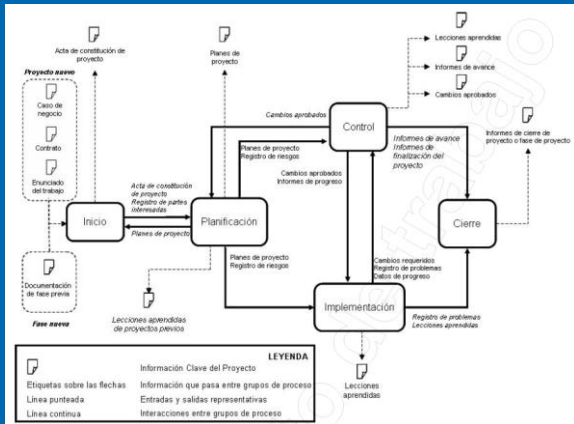 Acta de constitución de
proyecto
Planes de
proyecto
Lecciones aprendidas
Informes de avance
Cambios aprobados
Proyecto nuevo
Caso de
negocio
Contrato
Enunciado
del trabajo
Inicio
Acta de constitución
de proyecto
Registro de partes
interesadas
Planes de proyecto
Planificación
Cambios aprobados
Planes de proyecto
Registro de riesgos
Control
Informes de avance
Informes de
finalización del
proyecto
Informes de cierre de
proyecto o fase de proyecto
Cambios aprobados
Informes de progreso
Cierre
Planes de proyecto
Registro de riesgos
Cambios requeridos
Registro de problemas
Datos de progreso
Documentación
de fase previa
Fase nueva
Lecciones aprendidas
de proyectos previos
Implementación
Registro de problemas
Lecciones aprendidas
Lecciones
aprendidas
LEYENDA
Información Clave del Proyecto
Etiquetas sobre las flechas Información que pasa entre grupos de proceso
Línea punteada Entradas y salidas representativas
Línea continua Interacciones entre grupos de proceso
de trabajo